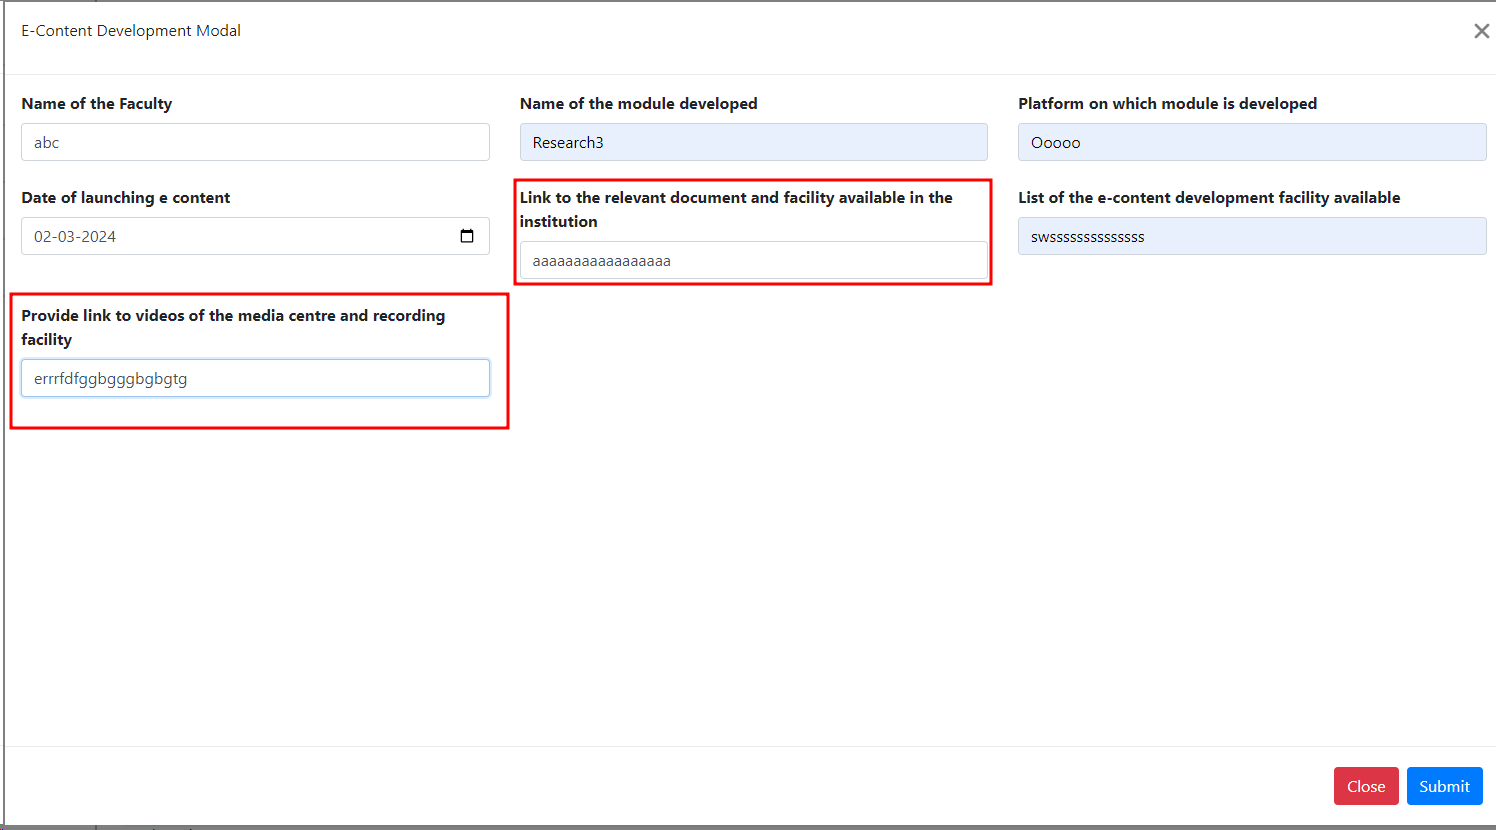 E-Content Development Modal
Name of the Faculty
abc
Name of the module developed
Research3
Platform on which module is developed
Ooooo
Date of launching e content
02-03-2024
Link to the relevant document and facility available in the
institution
aaaaaaaaaaaaaaaaa
List of the e-content development facility available
swssssssssssssss
Provide link to videos of the media centre and recording
facility
errrfdfggbgggbgbgtg
Close
Submit